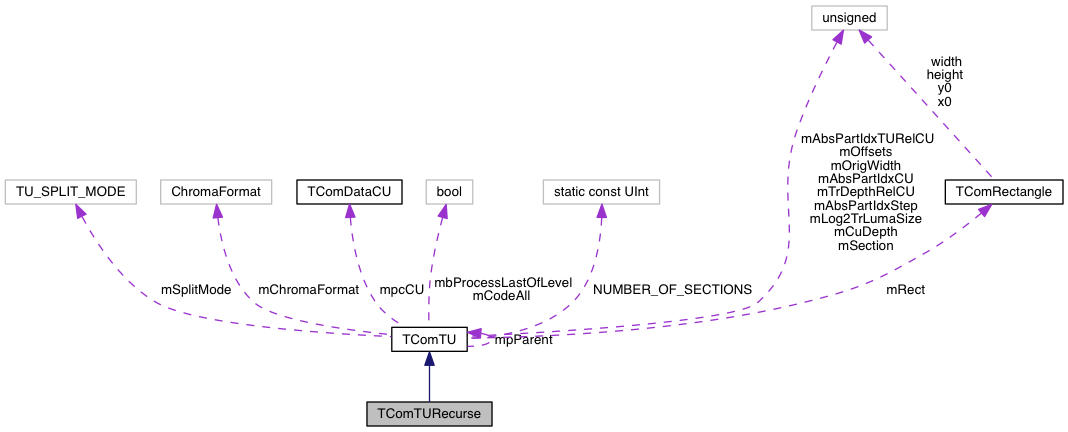 unsigned
width
height
y0
x0
mAbsPartIdxTURelCU
mOffsets
mOrigWidth
mAbsPartIdxCU
mTrDepthRelCU
mAbsPartIdxStep
mLog2TrLumaSize
mCuDepth
mSection
TU_SPLIT_MODE
ChromaFormat
TComDataCU
bool
static const UInt
TComRectangle
mSplitMode
mChromaFormat
mpcCU
mbProcessLastOfLevel
mCodeAll
NUMBER_OF_SECTIONS
mRect
TComTU
mpParent
TComTURecurse